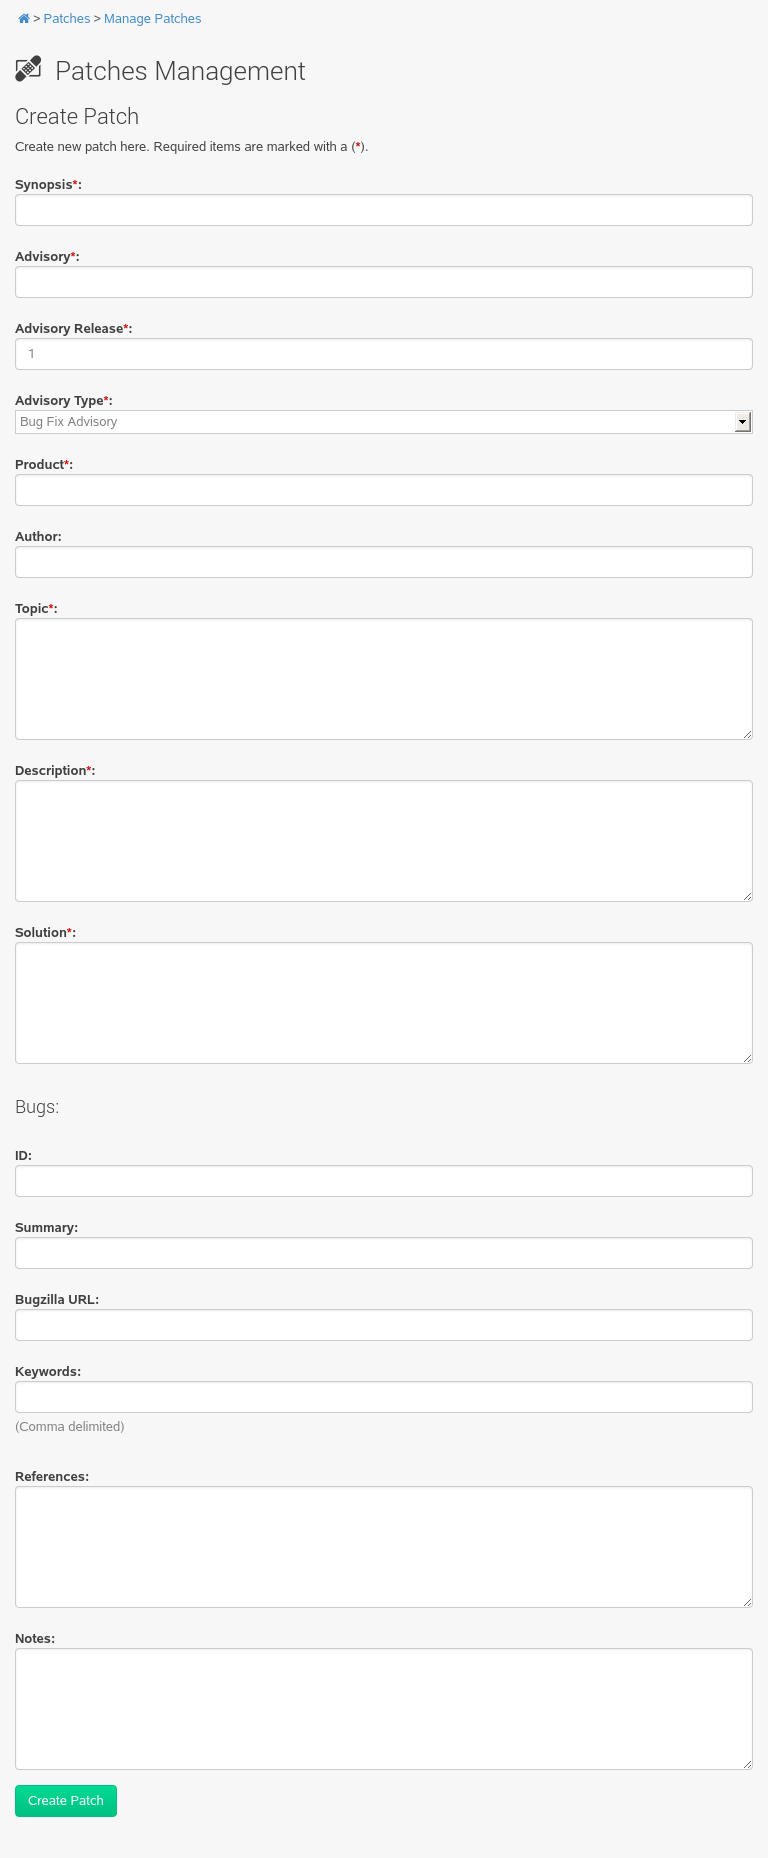 > Patches > Manage Patches
Patches Management
Create Patch
Create new patch here. Required items are marked with a (*).
Synopsis*:
Advisory*:
Advisory Release*:
1
Advisory Type*:
Bug Fix Advisory
Product*:
Author:
Topic*:
Description*:
Solution*:
Bugs:
ID:
Summary:
Bugzilla URL:
Keywords:
(Comma delimited)
References:
Notes:
Create Patch